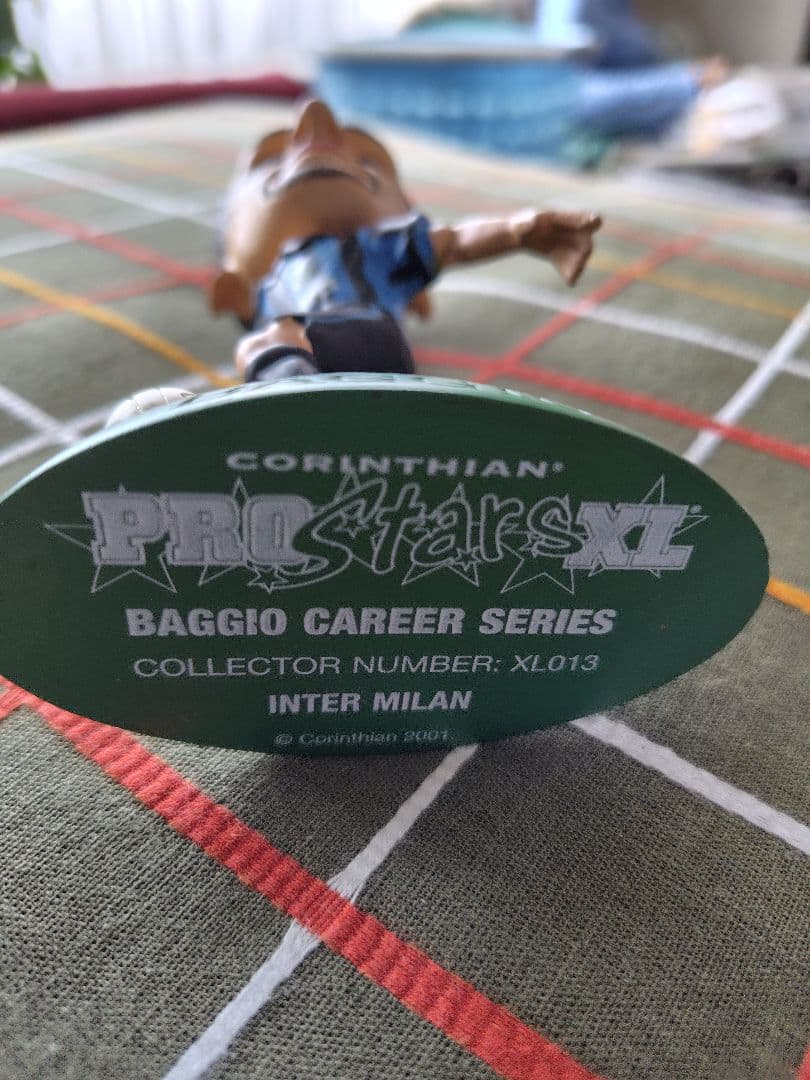 CORINTHIAN®
PROStarsXL®
BAGGIO CAREER SERIES
COLLECTOR NUMBER: XL013
INTER MILAN
© Corinthian 2001